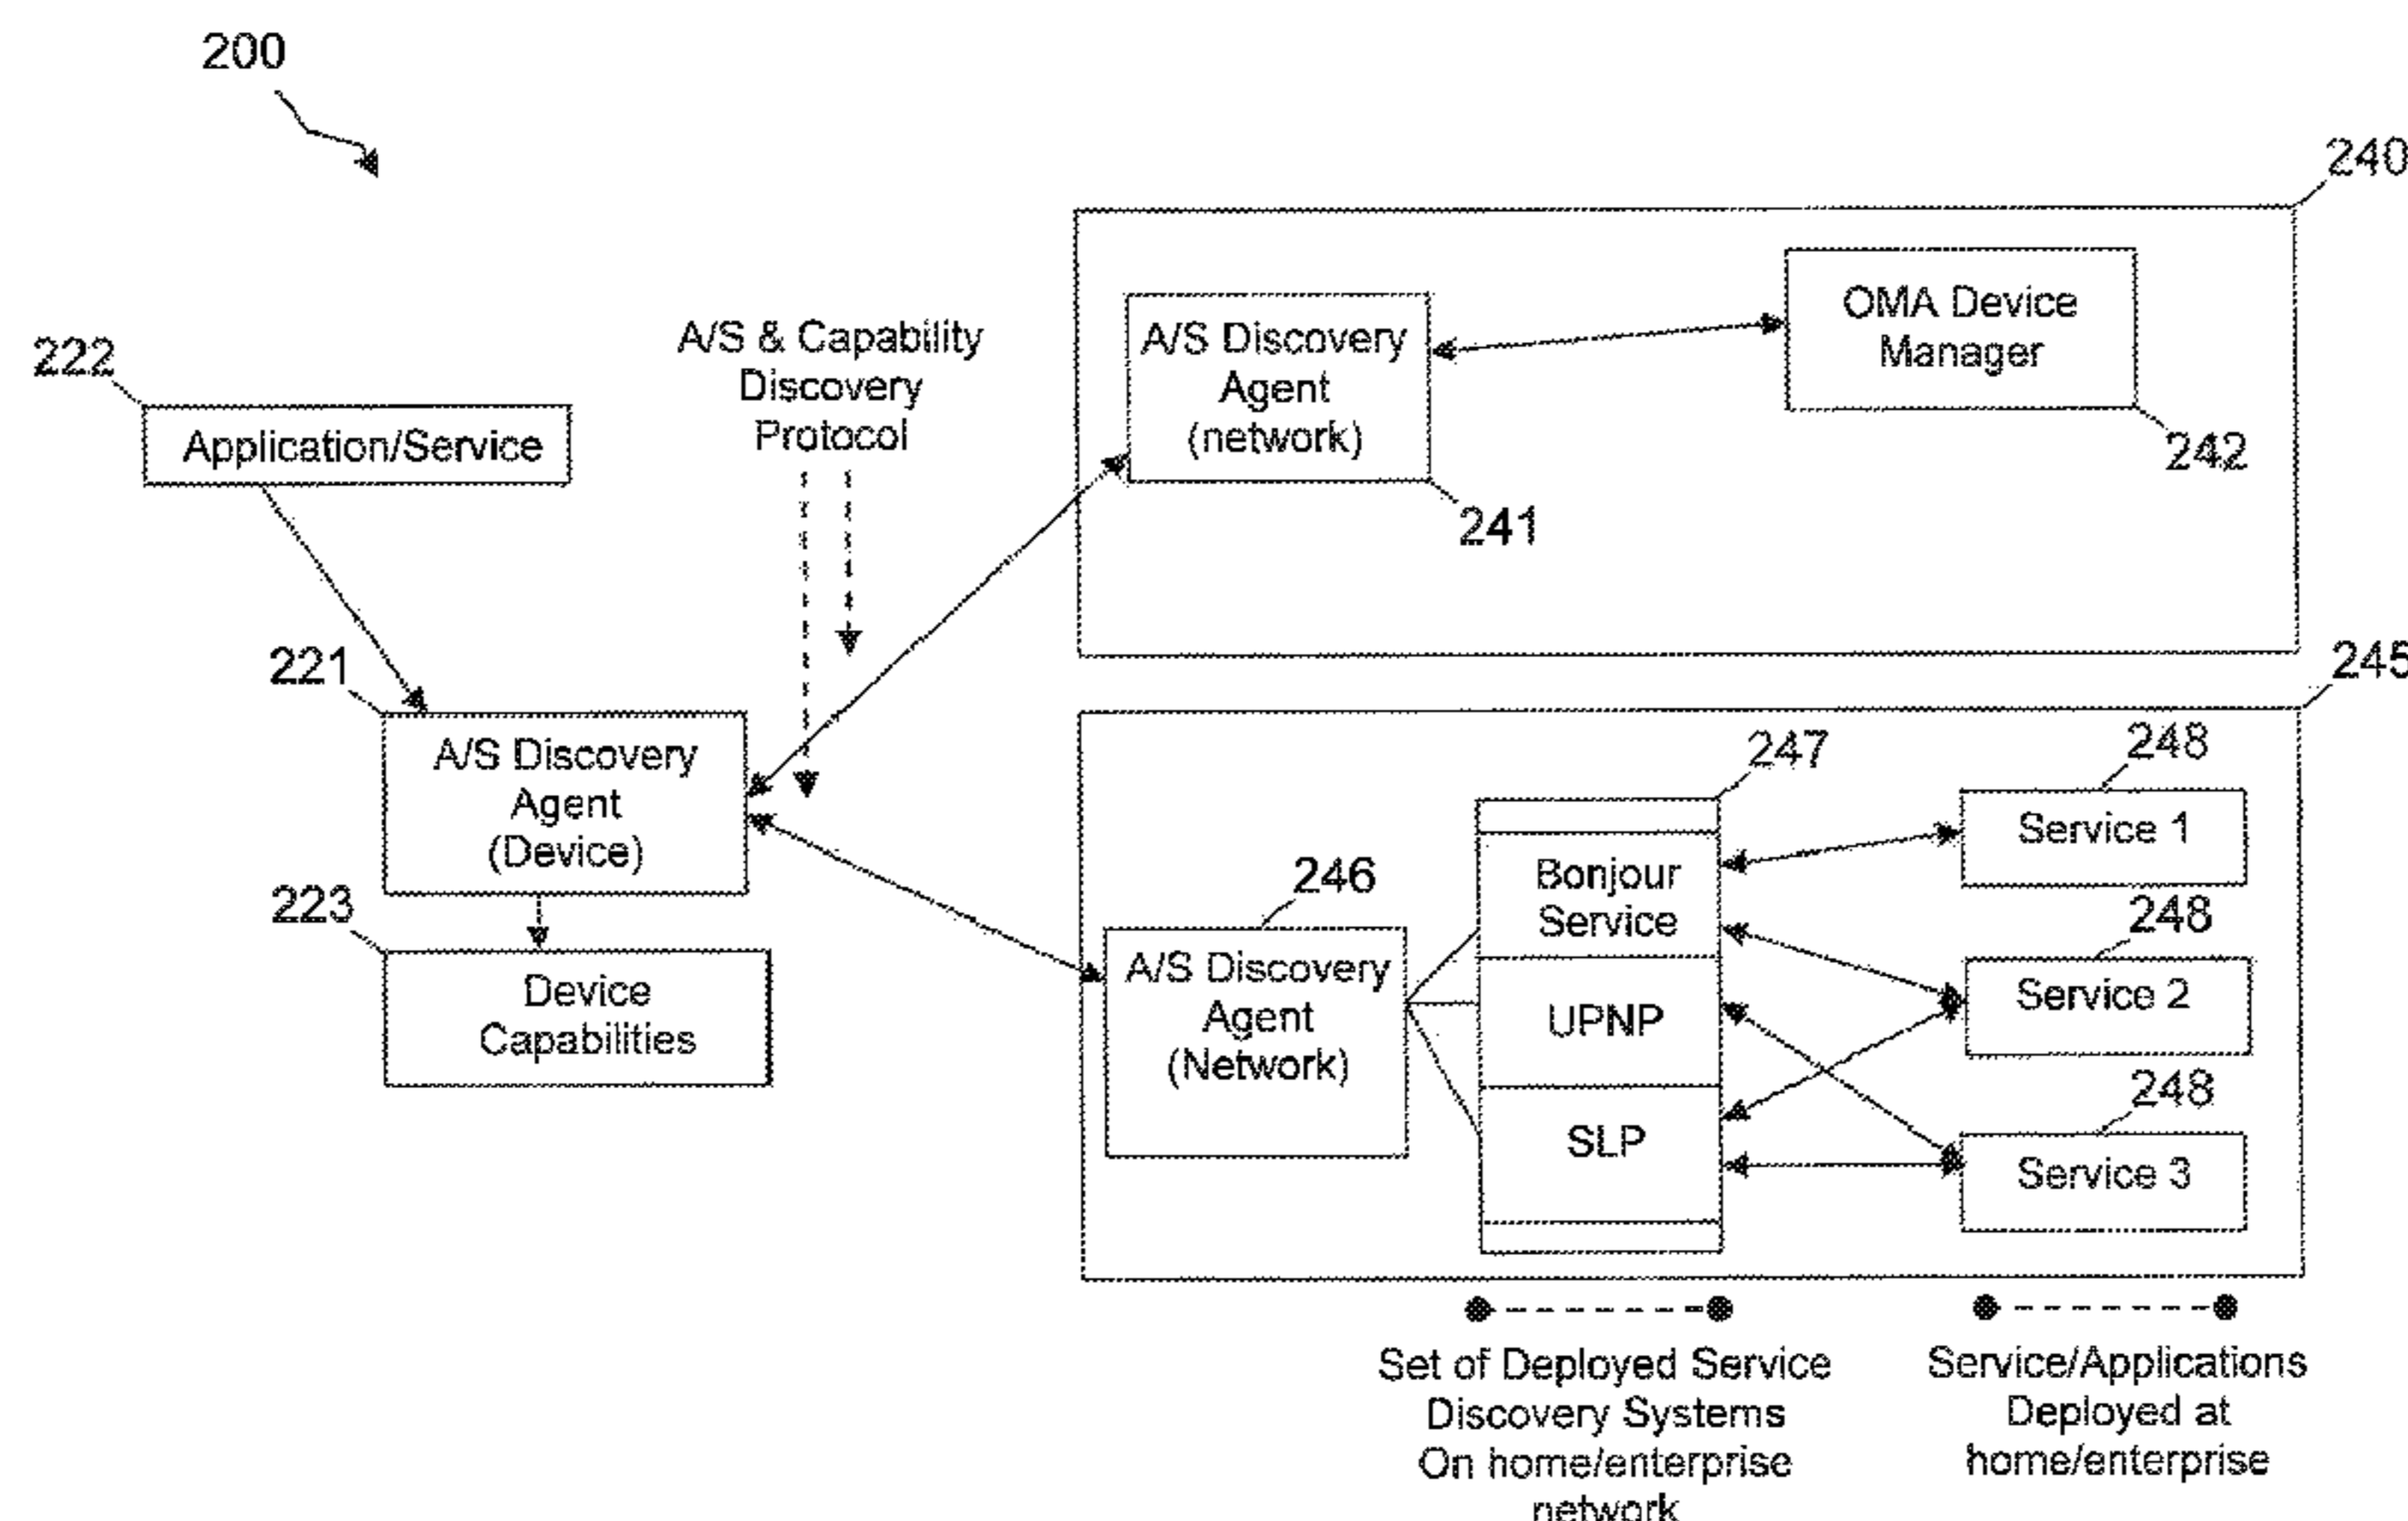 200
240
222
A/S & Capability
Discovery
Protocol
Application/Service
A/S Discovery
Agent
(network)
OMA Device
Manager
241
242
221
A/S Discovery
Agent
(Device)
223
Device
Capabilities
245
246
A/S Discovery
Agent
(Network)
247
Bonjour
Service
UPNP
SLP
248
Service 1
248
Service 2
248
Service 3
Set of Deployed Service
Discovery Systems
On home/enterprise
network
Service/Applications
Deployed at
home/enterprise